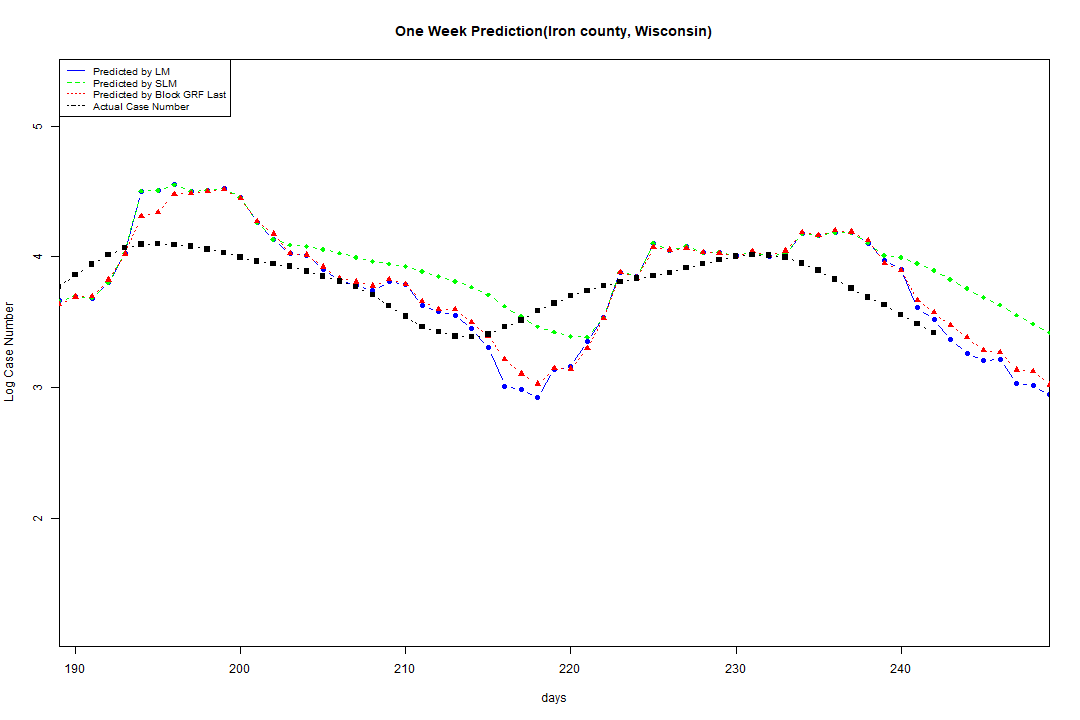 One Week Prediction(Iron county, Wisconsin)
Predicted by LM
Predicted by SLM
Predicted by Block GRF Last
Actual Case Number
5
4
3
2
Log Case Number
190 200 210 220 230 240
days